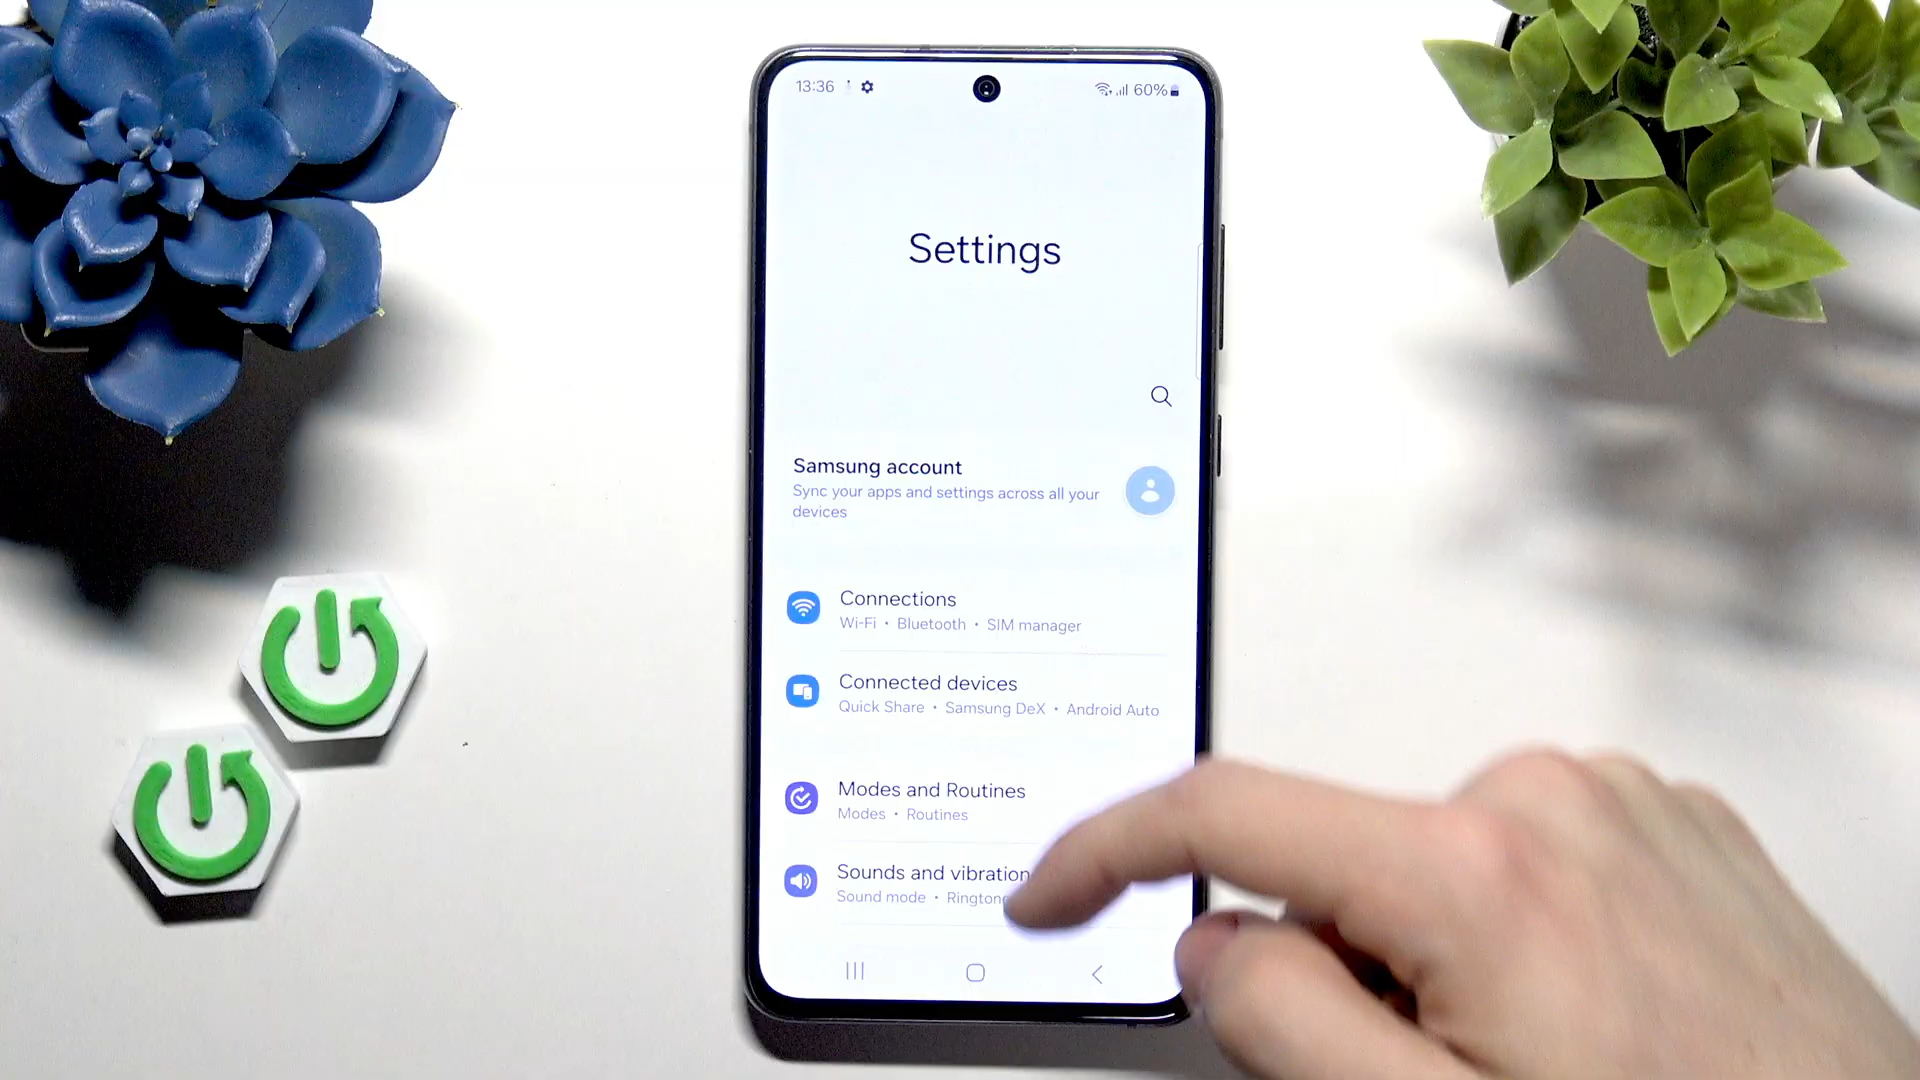 13:36
60%
Settings
Samsung account
Sync your apps and settings across all your
devices
Connections
Wi-Fi • Bluetooth • SIM manager
Connected devices
Quick Share • Samsung DeX • Android Auto
Modes and Routines
Modes • Routines
Sounds and vibration
Sound mode • Ringtone